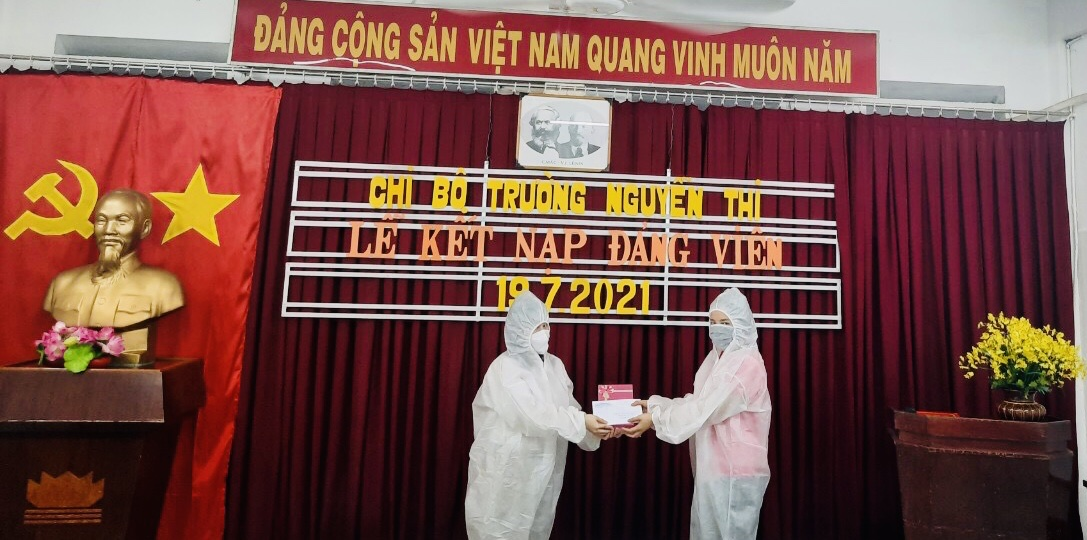 ĐẢNG CỘNG SẢN VIỆT NAM QUANG VINH MUÔN NĂM
CHI BỘ TRƯỜNG NGUYỄN THI
LỄ KẾT NẠP ĐẢNG VIÊN
19.7.2021